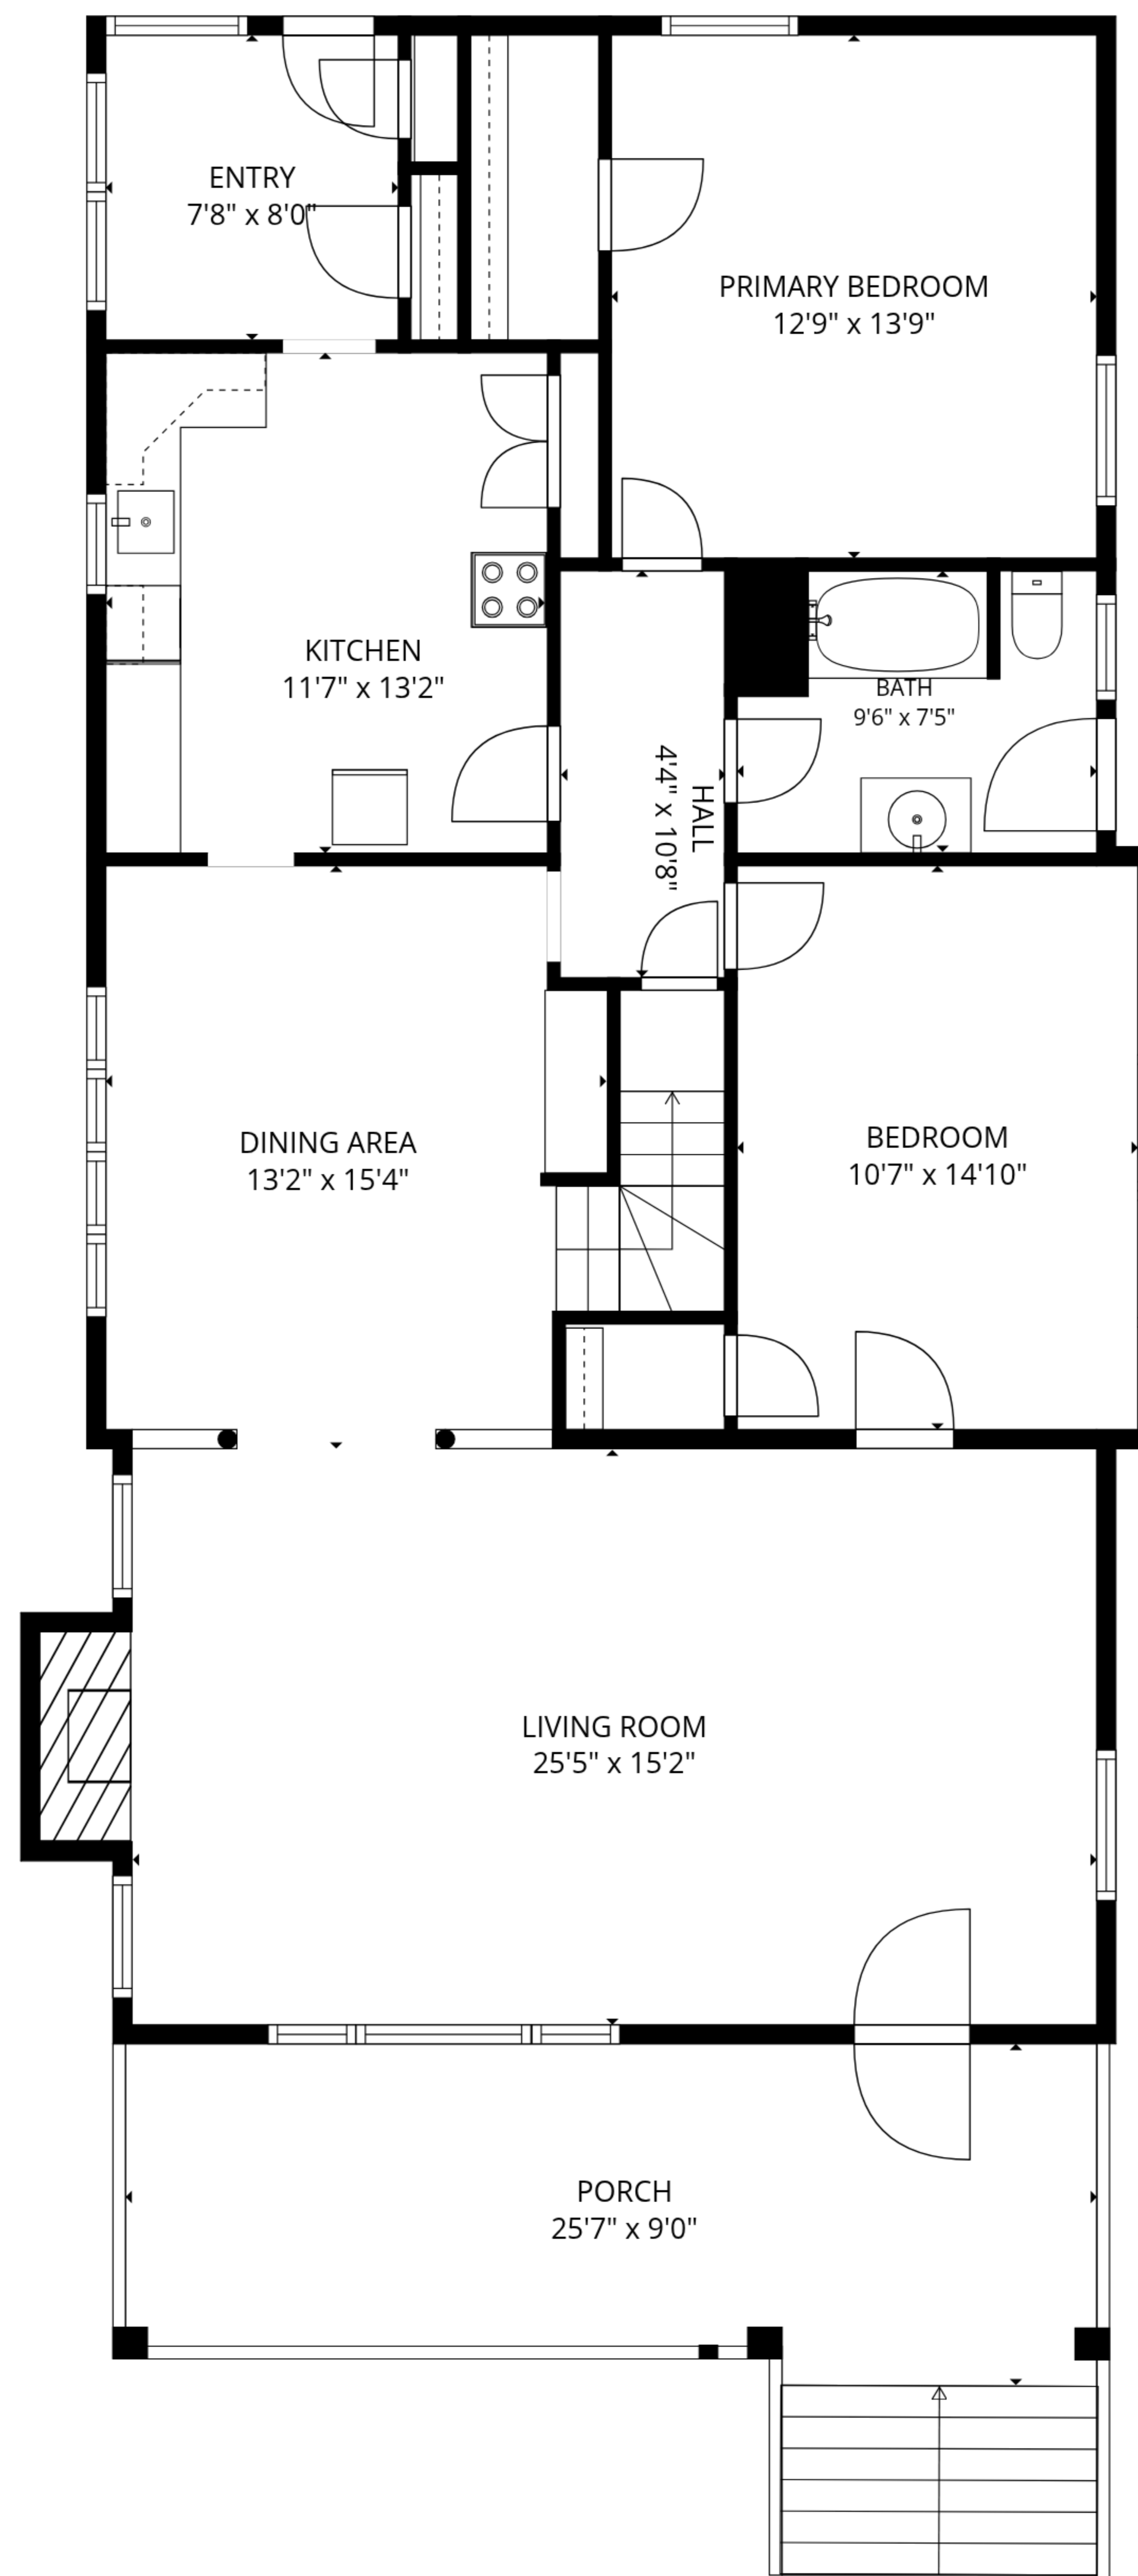 ENTRY
7'8" x 8'0"
PRIMARY BEDROOM
12'9" x 13'9"
KITCHEN
11'7" x 13'2"
BATH
9'6" x 7'5"
HALL
4'4" x 10'8"
DINING AREA
13'2" x 15'4"
BEDROOM
10'7" x 14'10"
LIVING ROOM
25'5" x 15'2"
PORCH
25'7" x 9'0"